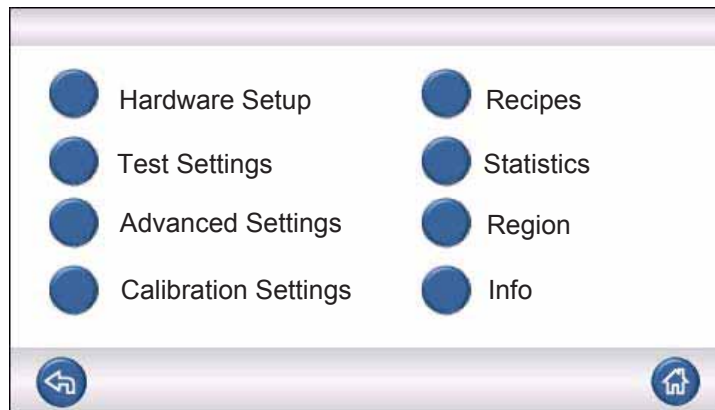 Hardware Setup
Test Settings
Advanced Settings
Calibration Settings
Recipes
Statistics
Region
Info